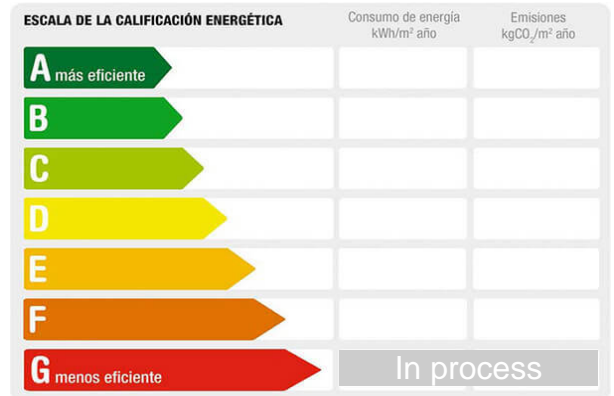 ESCALA DE LA CALIFICACIÓN ENERGÉTICA
Consumo de energía
kWh/m² año
Emisiones
kgCO₂/m² año
A más eficiente
B
C
D
E
F
G menos eficiente
In process